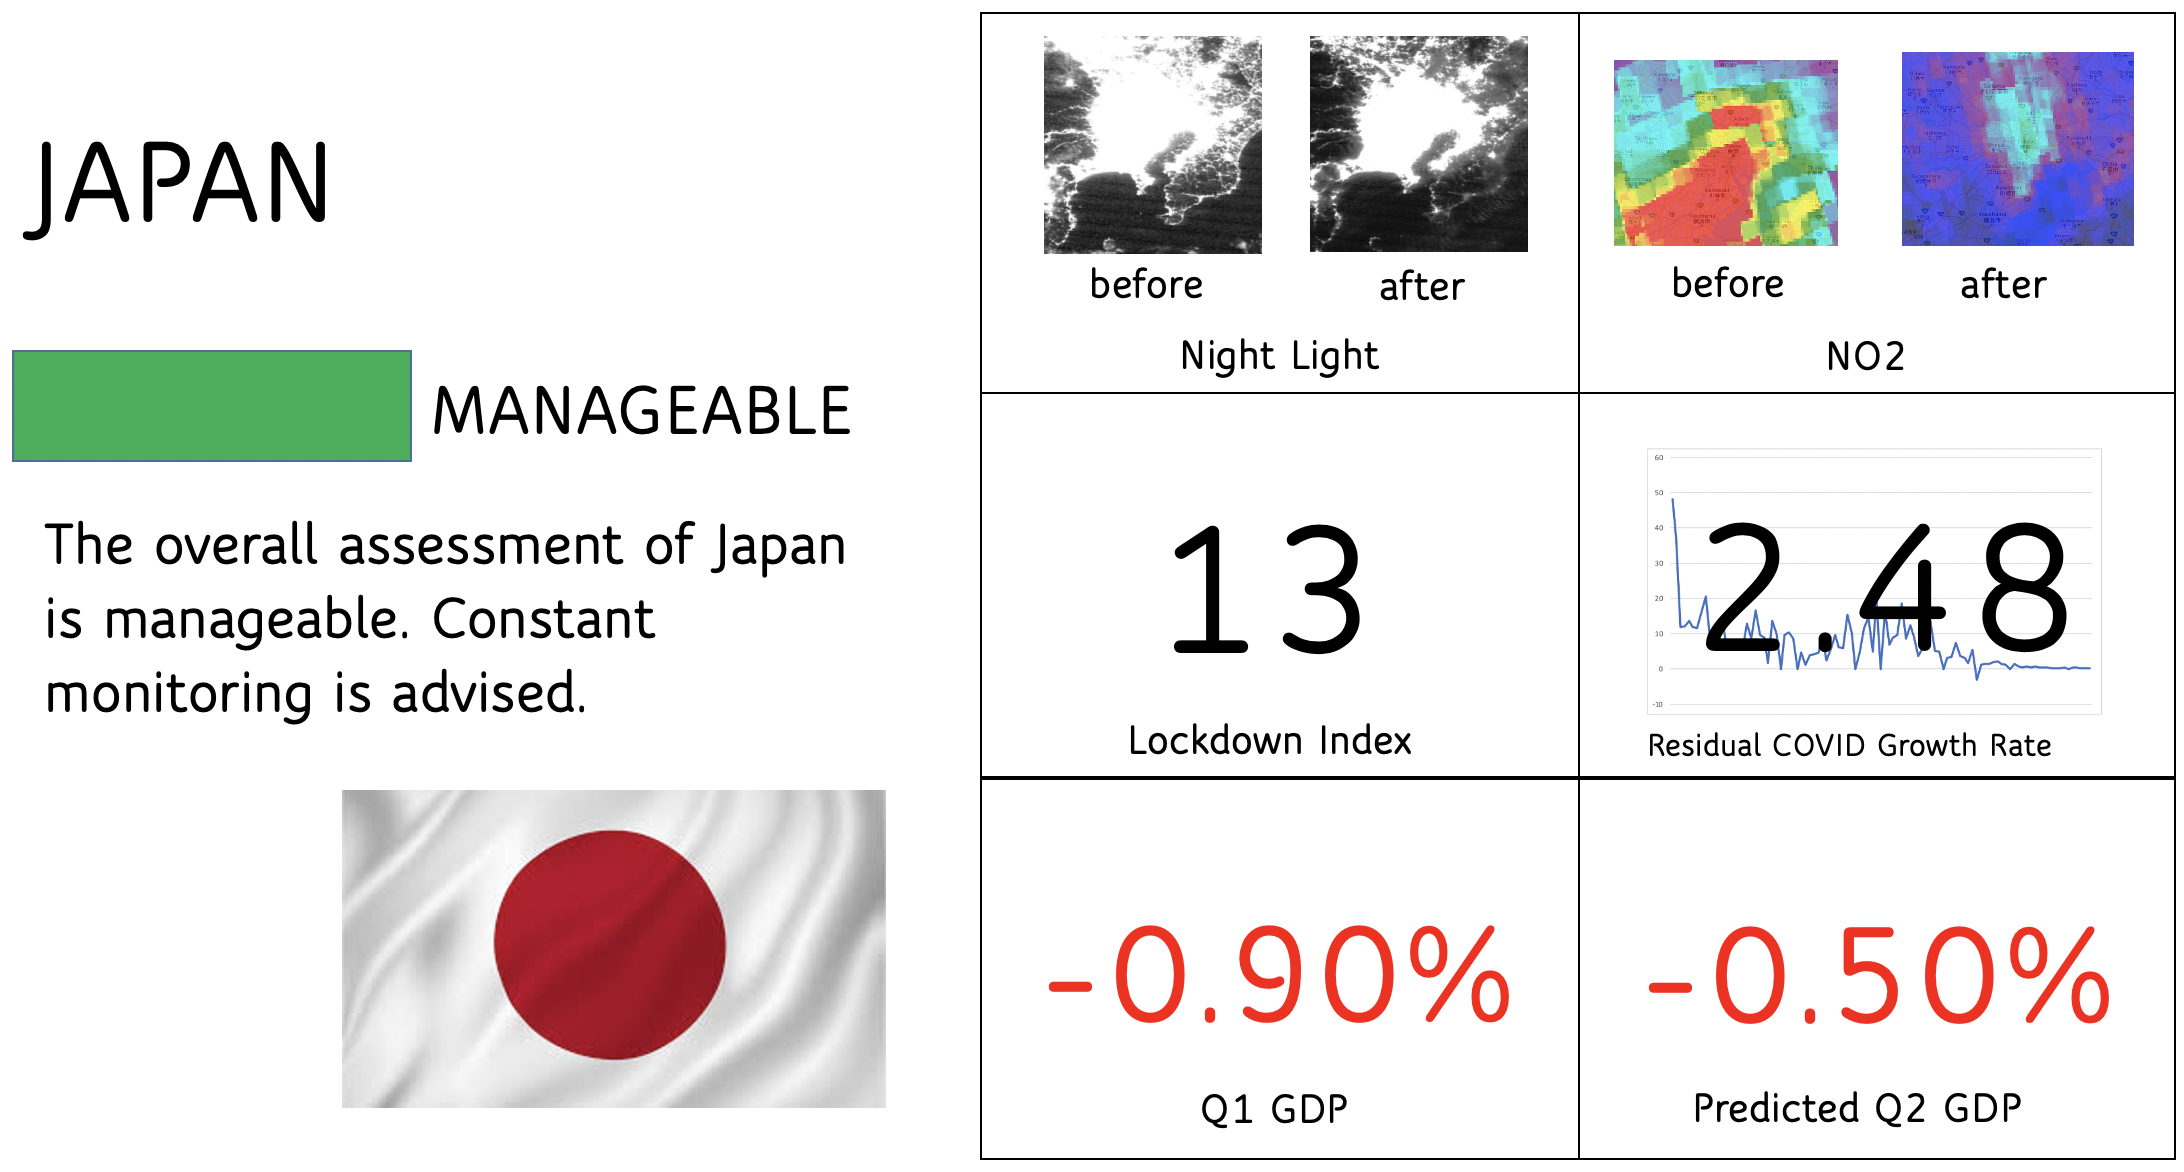 JAPAN
MANAGEABLE
The overall assessment of Japan
is manageable. Constant
monitoring is advised.
before
after
Night Light
before
after
NO2
13
Lockdown Index
60
50
40
30
20
10
0
-10
2.48
Residual COVID Growth Rate
-0.90%
Q1 GDP
-0.50%
Predicted Q2 GDP